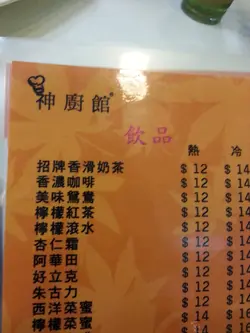 神廚館
飲品
熱 冷
招牌香滑奶茶 $12 $14
香濃咖啡 $12 $14
美味鴛鴦 $12 $14
檸檬紅茶 $12 $14
檸檬滾水 $12 $14
杏仁霜 $12 $14
阿華田 $12 $14
好立克 $12 $14
朱古力 $12 $14
西洋菜蜜 $14
檸檬菜蜜